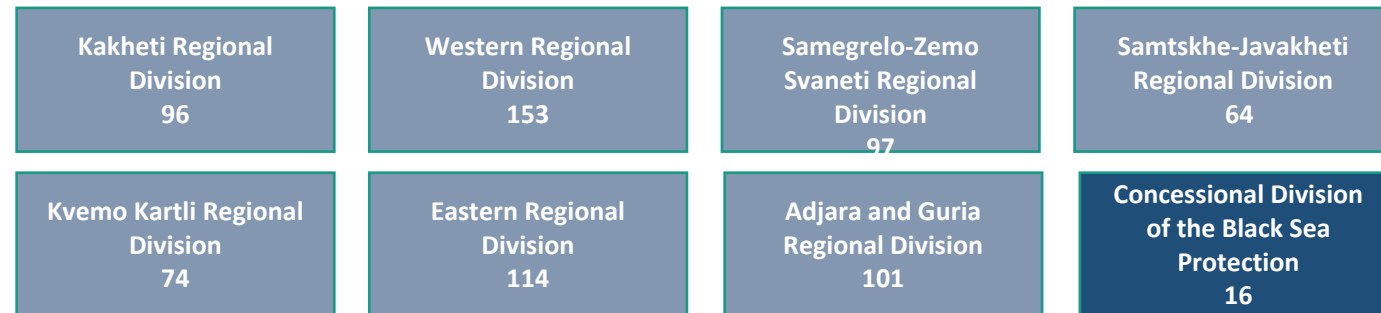 Kakheti Regional
Division
96
Western Regional
Division
153
Samegrelo-Zemo
Svaneti Regional
Division
97
Samtskhe-Javakheti
Regional Division
64
Kvemo Kartli Regional
Division
74
Eastern Regional
Division
114
Adjara and Guria
Regional Division
101
Concessional Division
of the Black Sea
Protection
16